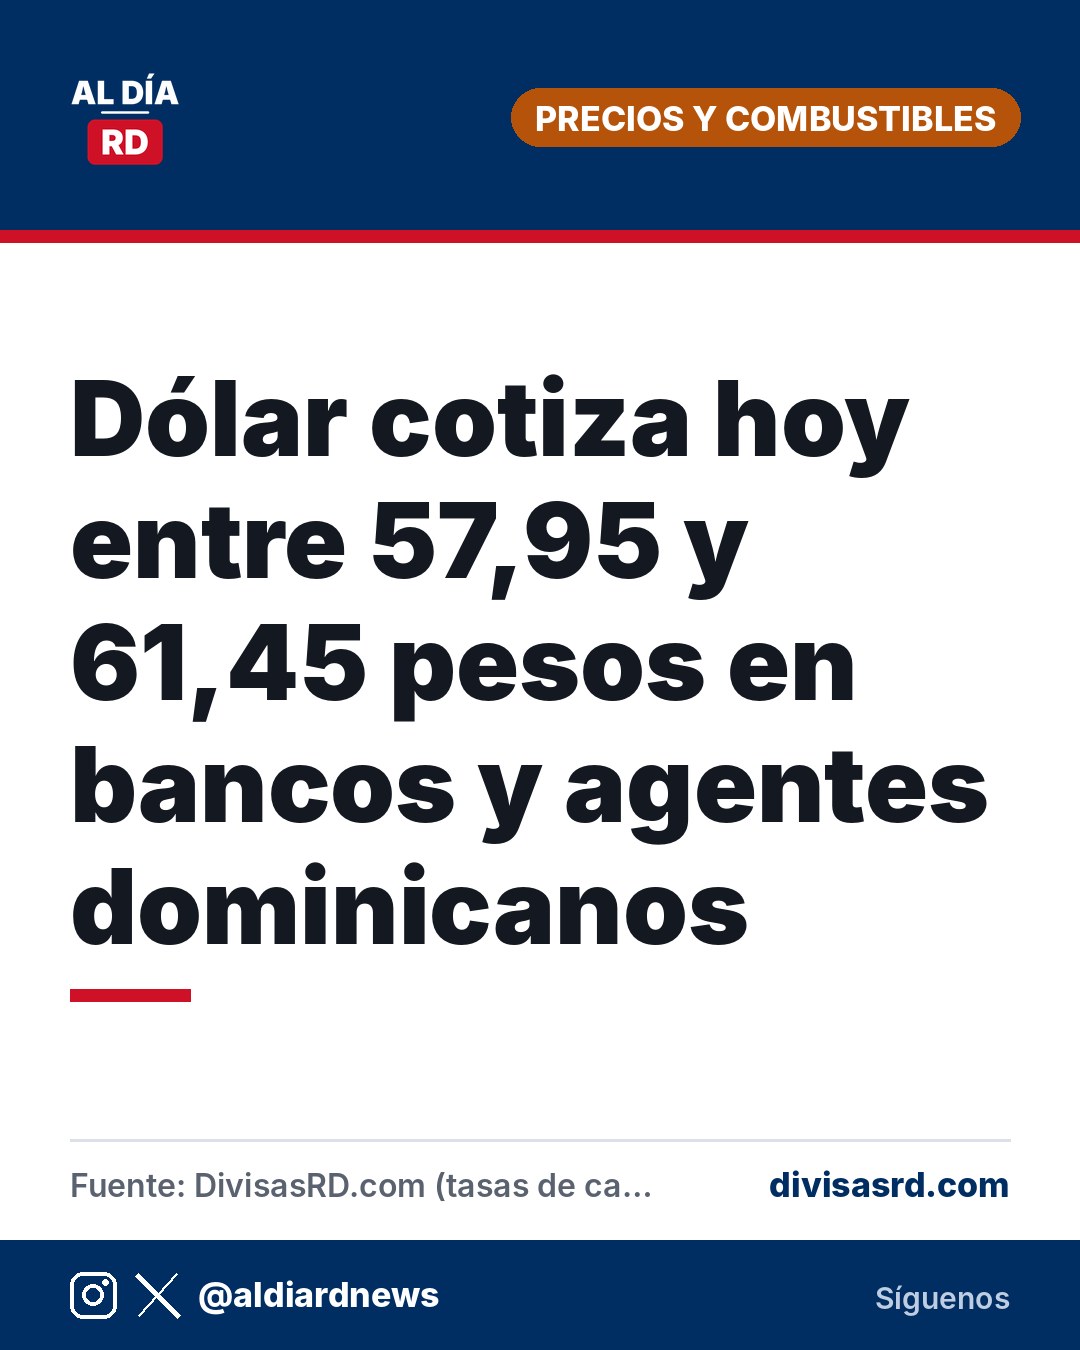 AL DÍA
RD
PRECIOS Y COMBUSTIBLES
Dólar cotiza hoy
entre 57,95 y
61,45 pesos en
bancos y agentes
dominicanos
Fuente: DivisasRD.com (tasas de ca...
divisasrd.com
@aldiardnews
Síguenos